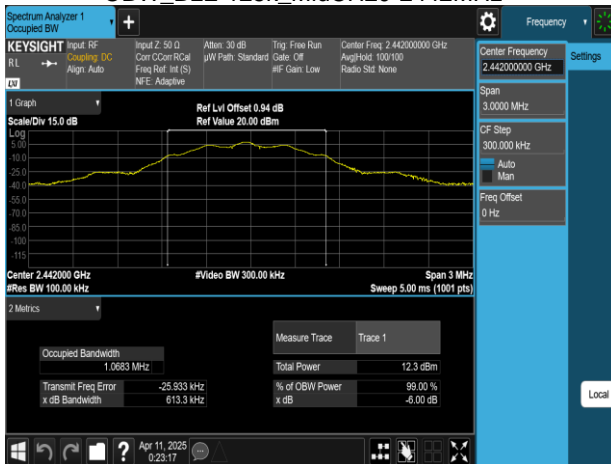 Spectrum Analyzer 1
Occupied BW
+
Frequency
KEYSIGHT
Input: RF
Input Z: 50 Ω
Atten: 30 dB
Trig: Free Run
Center Freq: 2.442000000 GHz
RL
Coupling: DC
Corr CCorr RCal
µW Path: Standard
Gate: Off
Avg|Hold: 100/100
Align: Auto
Freq Ref: Int (S)
#IF Gain: Low
Radio Std: None
NFE: Adaptive
LXI
Center Frequency
2.442000000 GHz
Settings
Span
3.0000 MHz
CF Step
300.000 kHz
Auto
Man
Freq Offset
0 Hz
1 Graph
Ref Lvl Offset 0.94 dB
Scale/Div 15.0 dB
Ref Value 20.00 dBm
Log
5.00
-10.0
-25.0
-40.0
-55.0
-70.0
-85.0
-100
-115
Center 2.442000 GHz
#Video BW 300.00 kHz
Span 3 MHz
#Res BW 100.00 kHz
Sweep 5.00 ms (1001 pts)
2 Metrics
Measure Trace
Trace 1
Occupied Bandwidth
1.0683 MHz
Total Power
12.3 dBm
Transmit Freq Error
-25.933 kHz
% of OBW Power
99.00 %
x dB Bandwidth
613.3 kHz
x dB
-6.00 dB
Local
?
Apr 11, 2025
0:23:17